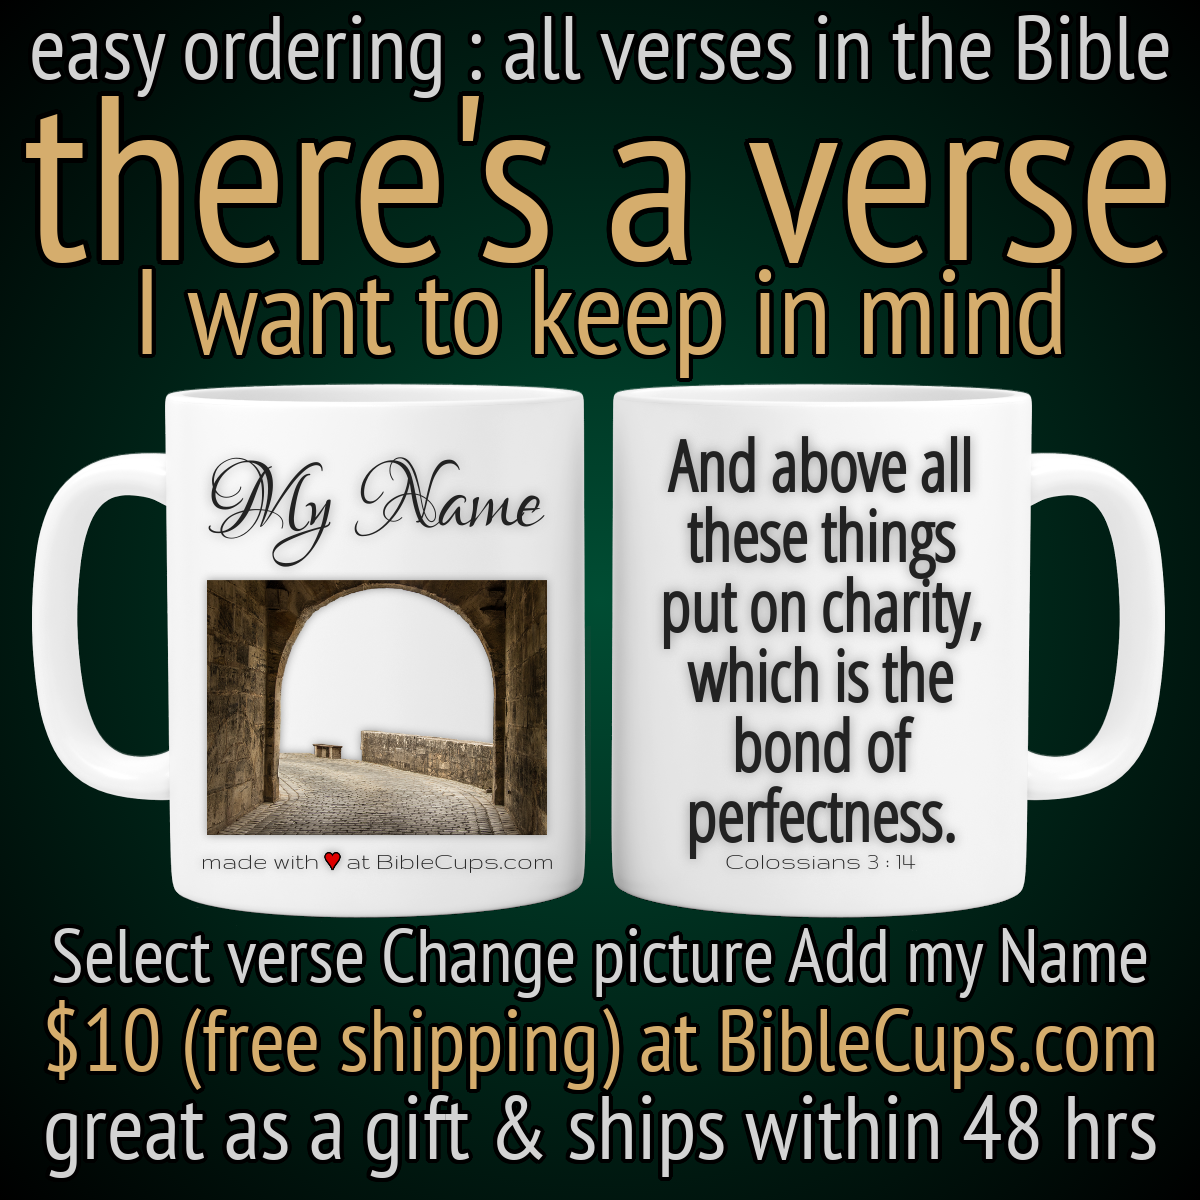 easy ordering : all verses in the Bible
there's a verse
I want to keep in mind
My Name
made with ♥ at BibleCups.com
And above all
these things
put on charity,
which is the
bond of
perfectness.
Colossians 3 : 14
Select verse Change picture Add my Name
$10 (free shipping) at BibleCups.com
great as a gift & ships within 48 hrs